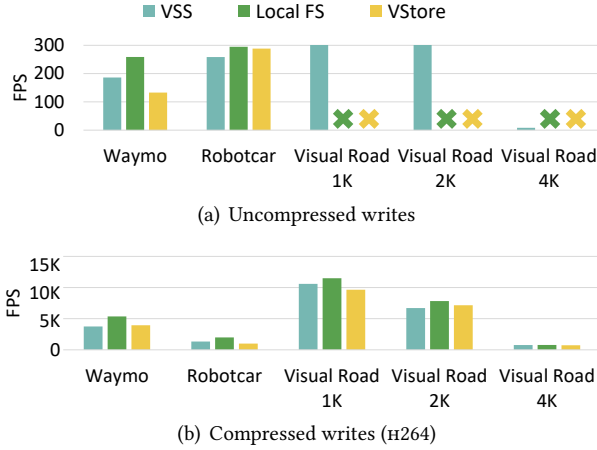 VSS Local FS VStore
300
200
100
0
FPS
Waymo Robotcar Visual Road Visual Road Visual Road
1K 2K 4K
(a) Uncompressed writes
15K
10K
5K
0
FPS
Waymo Robotcar Visual Road Visual Road Visual Road
1K 2K 4K
(b) Compressed writes (H264)